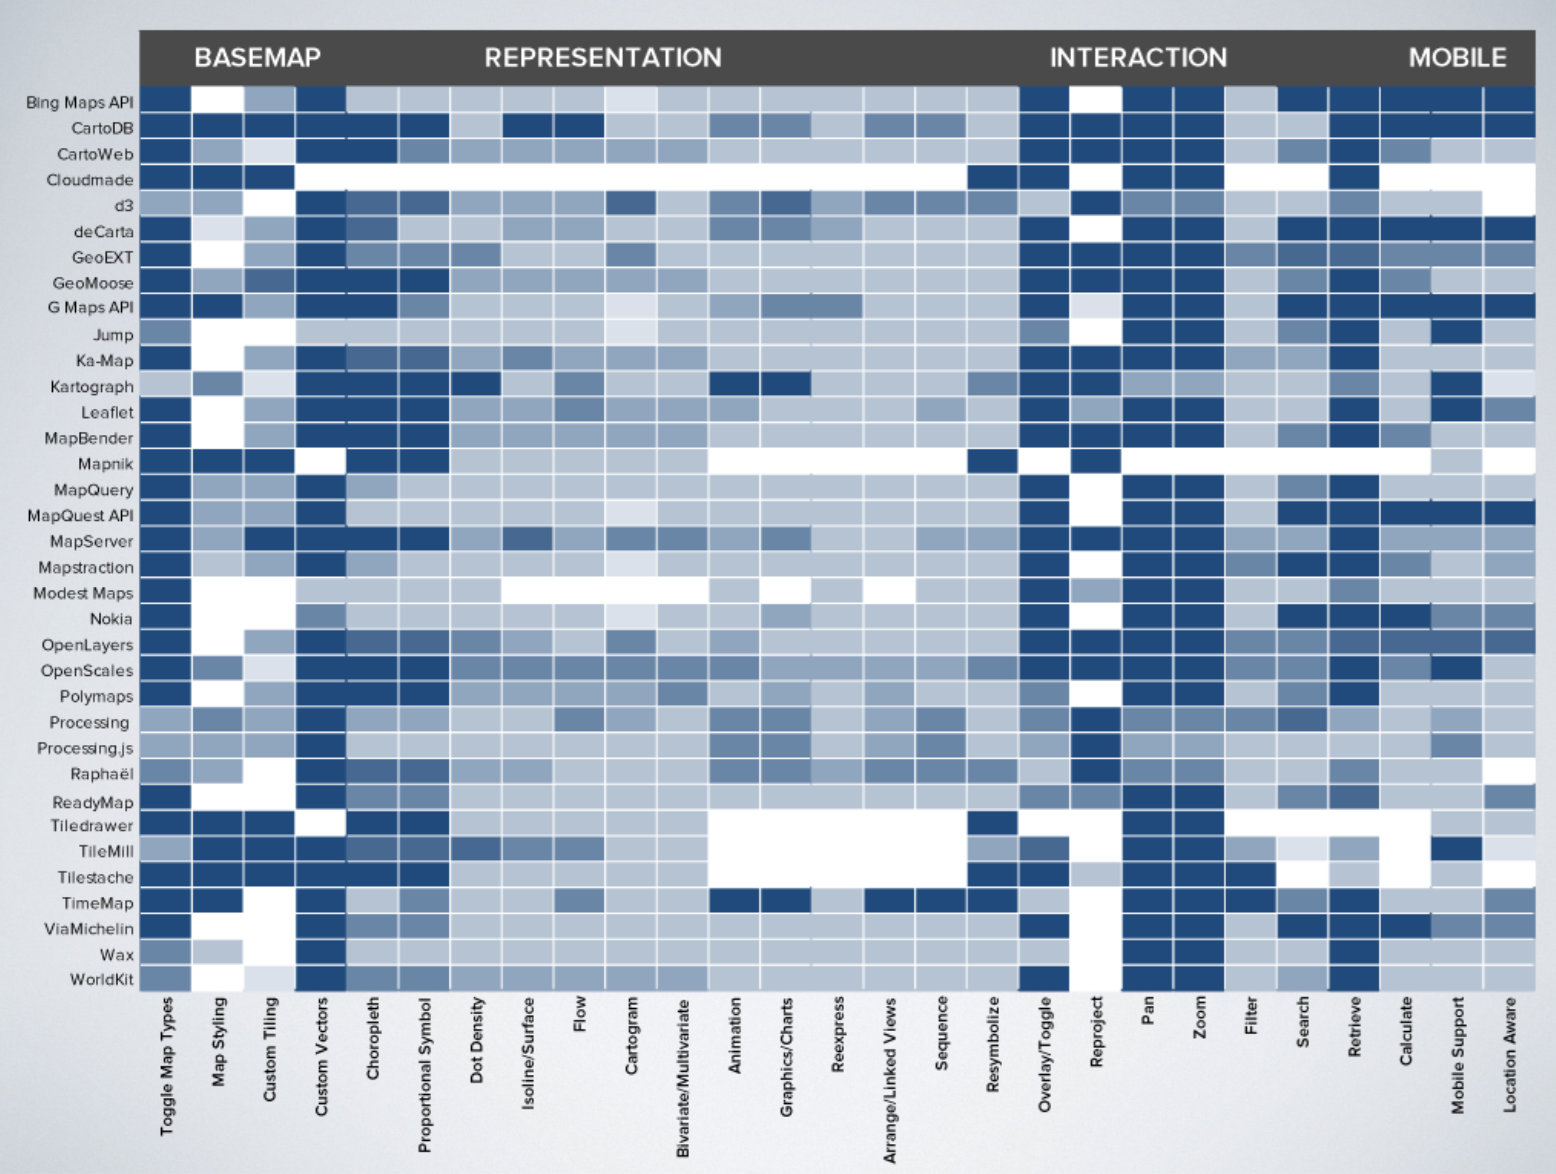 BASEMAP REPRESENTATION INTERACTION MOBILE
Bing Maps API
CartoDB
CartoWeb
Cloudmade
d3
deCarta
GeoEXT
GeoMoose
G Maps API
Jump
Ka-Map
Kartograph
Leaflet
MapBender
Mapnik
MapQuery
MapQuest API
MapServer
Mapstraction
Modest Maps
Nokia
OpenLayers
OpenScales
Polymaps
Processing
Processing.js
Raphaël
ReadyMap
Tiledrawer
TileMill
Tilestache
TimeMap
ViaMichelin
Wax
WorldKit
Toggle Map Types
Map Styling
Custom Tiling
Custom Vectors
Choropleth
Proportional Symbol
Dot Density
Isoline/Surface
Flow
Cartogram
Bivariate/Multivariate
Animation
Graphics/Charts
Reexpress
Arrange/Linked Views
Sequence
Resymbolize
Overlay/Toggle
Reproject
Pan
Zoom
Filter
Search
Retrieve
Calculate
Mobile Support
Location Aware